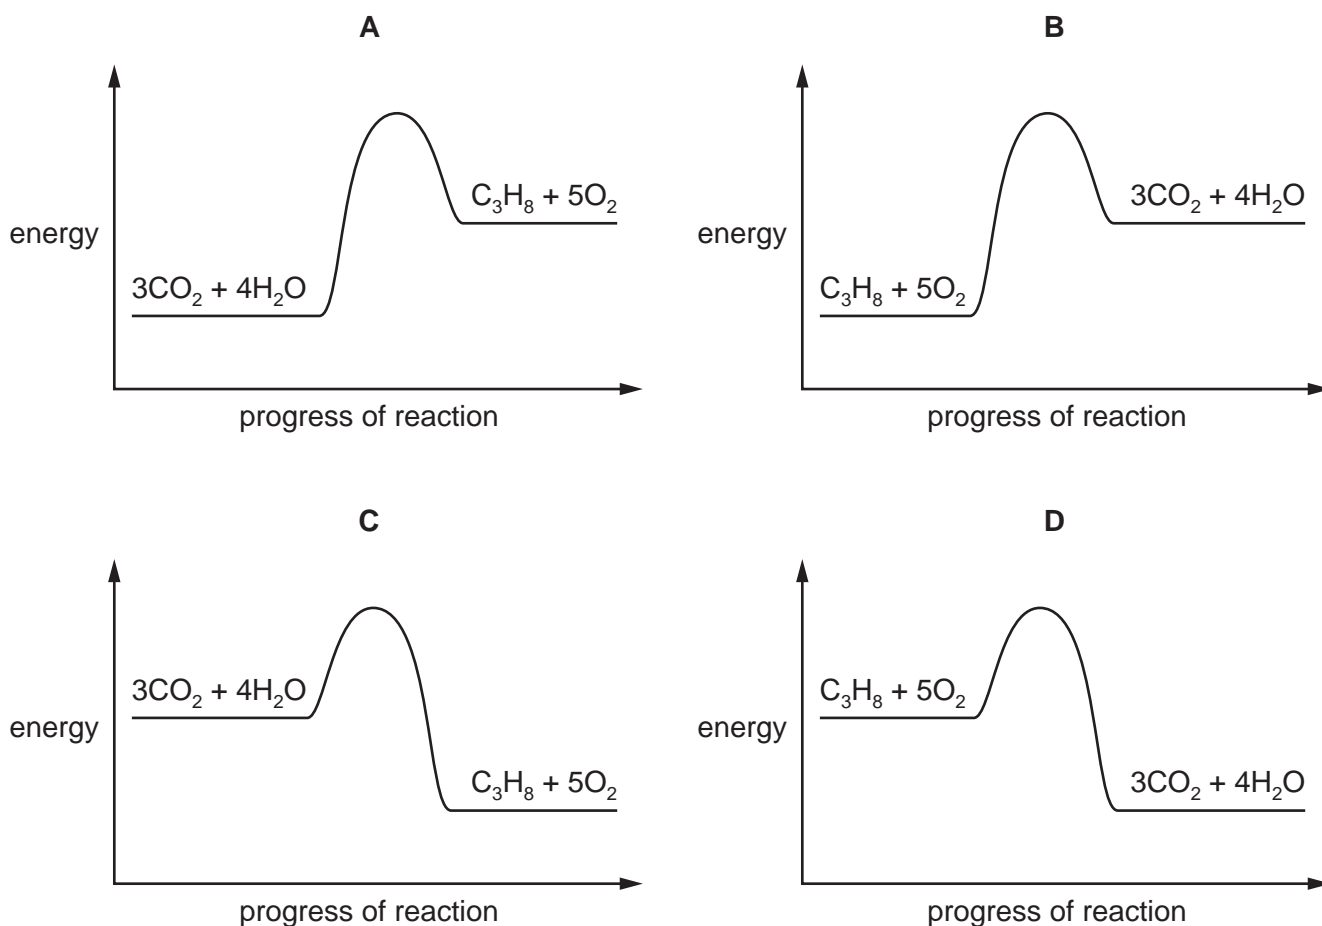 A
energy
3CO₂ + 4H₂O
C₃H₈ + 5O₂
progress of reaction
B
energy
C₃H₈ + 5O₂
3CO₂ + 4H₂O
progress of reaction
C
energy
3CO₂ + 4H₂O
C₃H₈ + 5O₂
progress of reaction
D
energy
C₃H₈ + 5O₂
3CO₂ + 4H₂O
progress of reaction